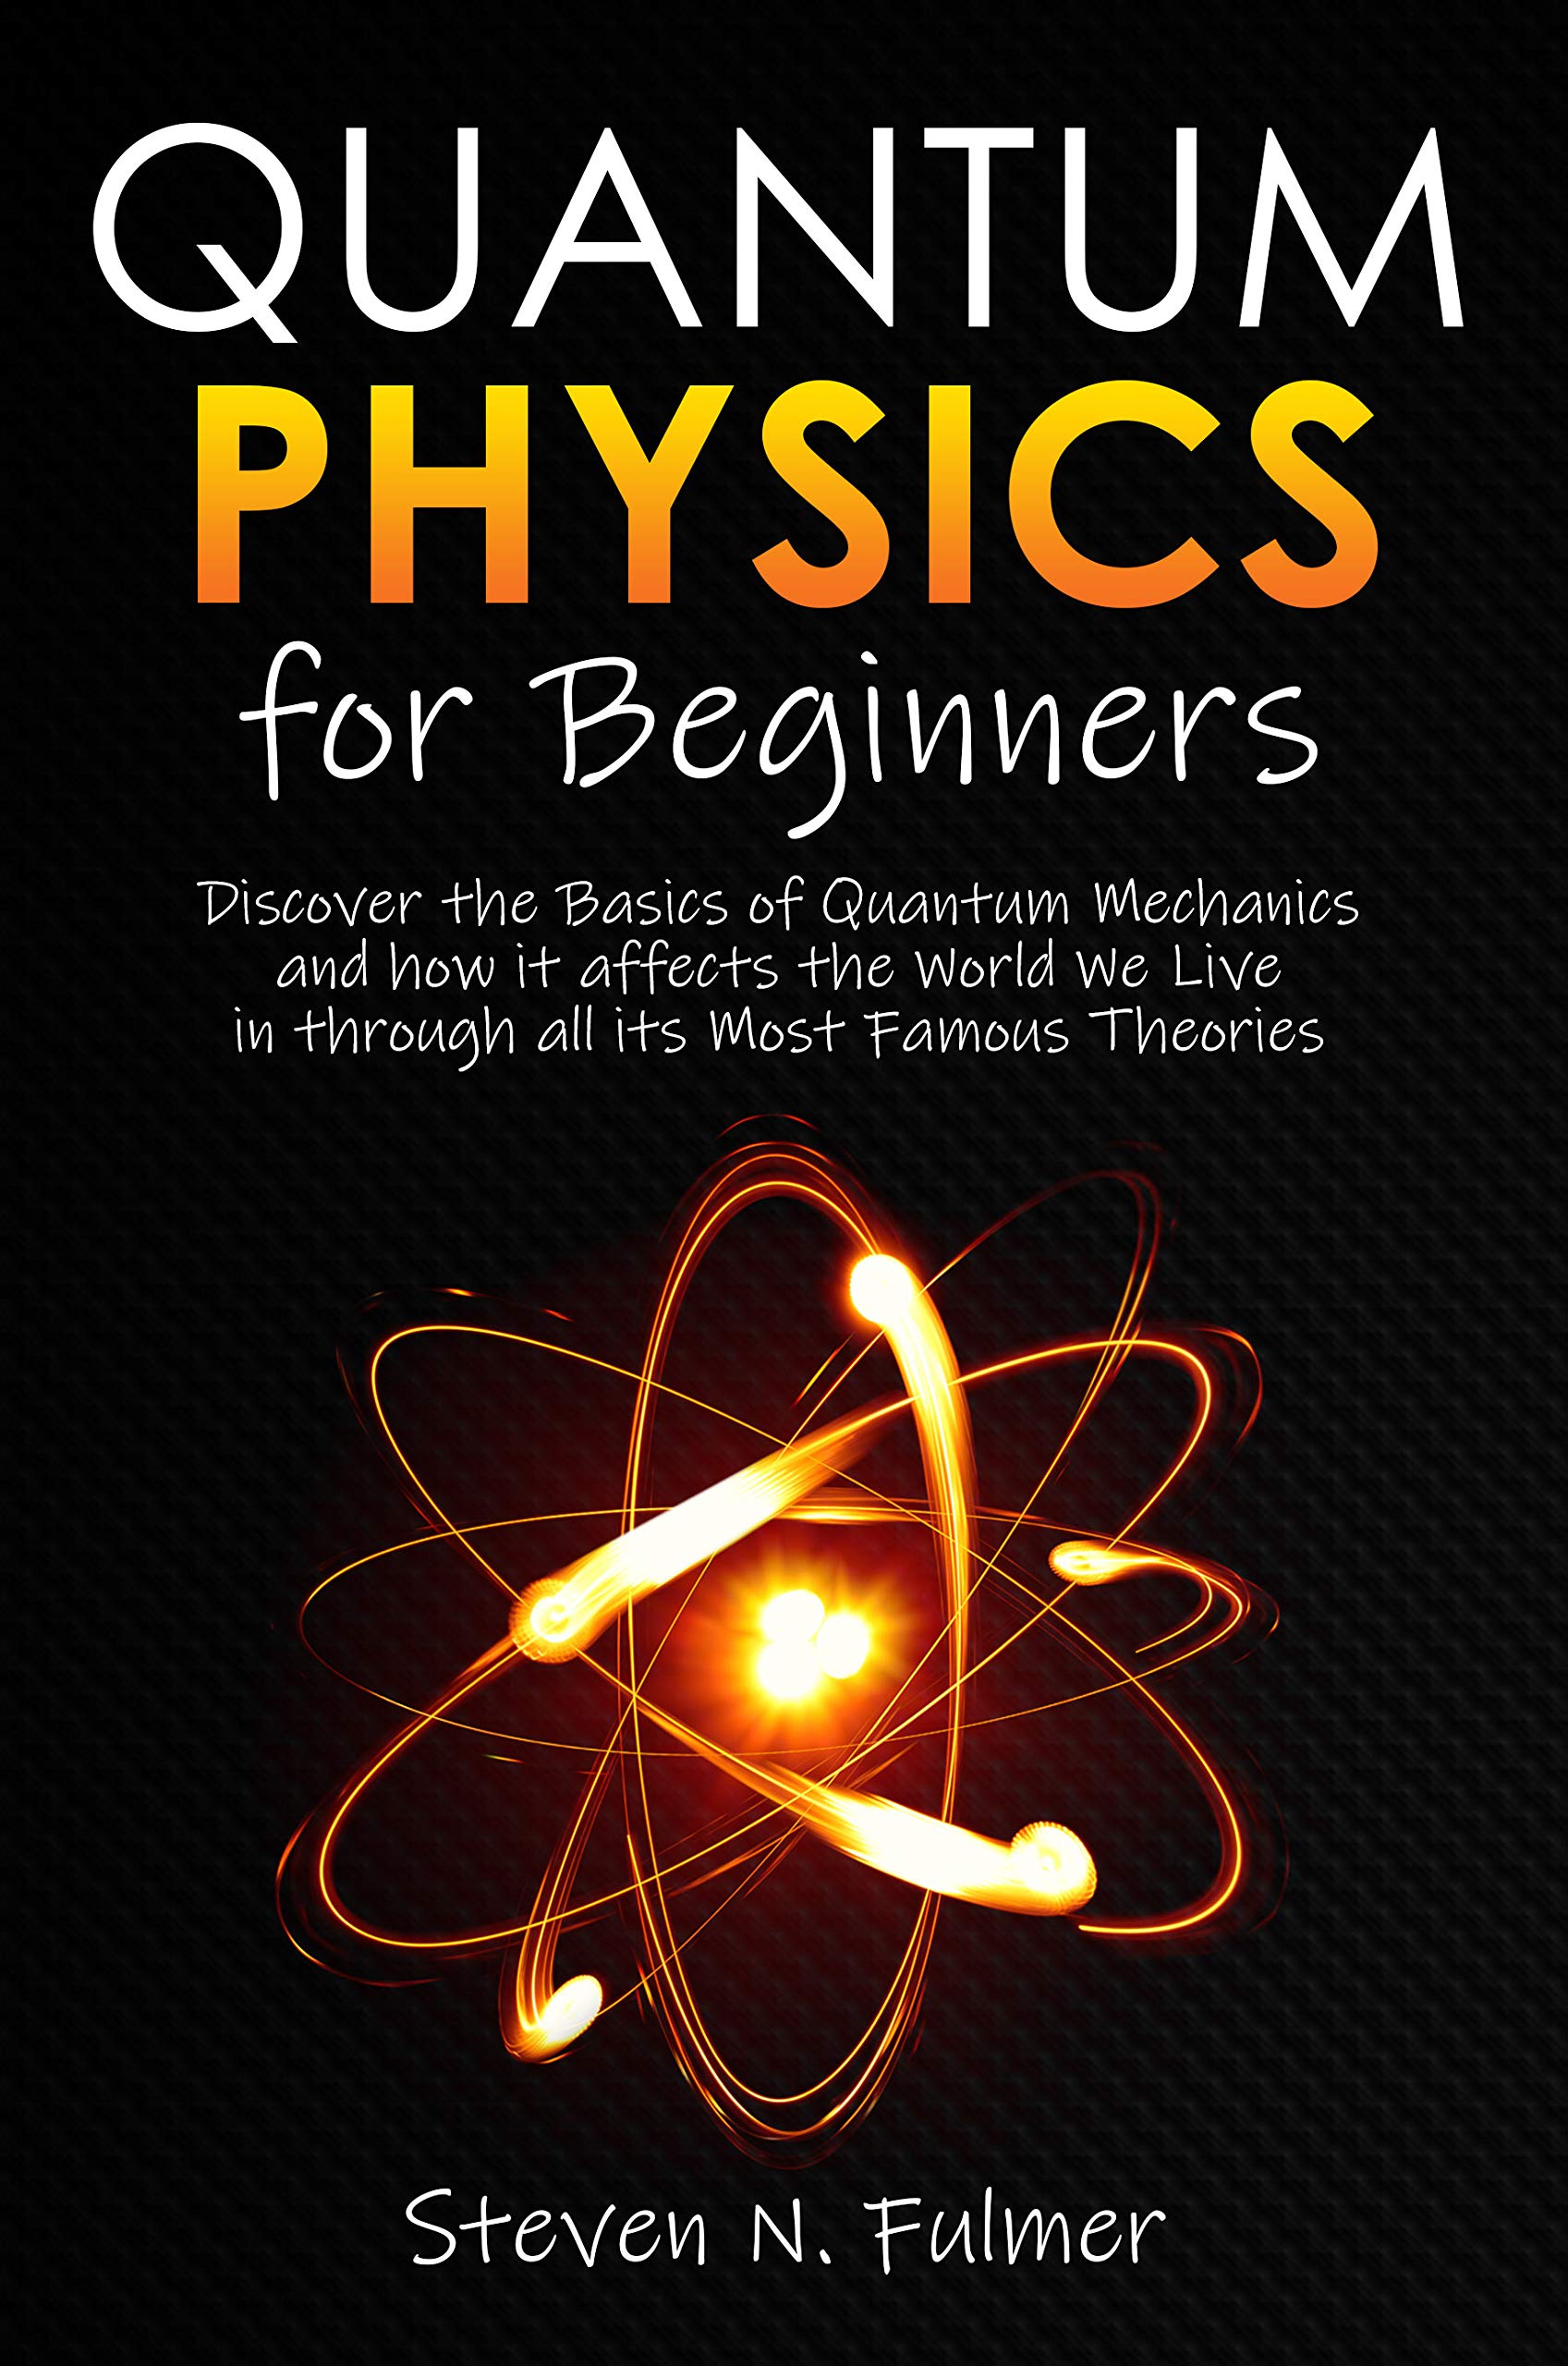 QUANTUM
PHYSICS
for Beginners
Discover the Basics of Quantum Mechanics
and how it affects the World We Live
in through all its Most Famous Theories
Steven N. Fulmer